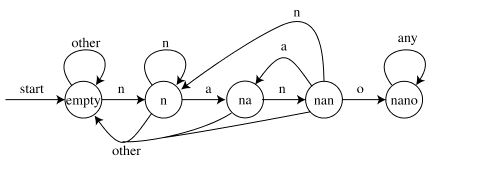 n
other n a any
start n a n o
empty n na nan nano
other